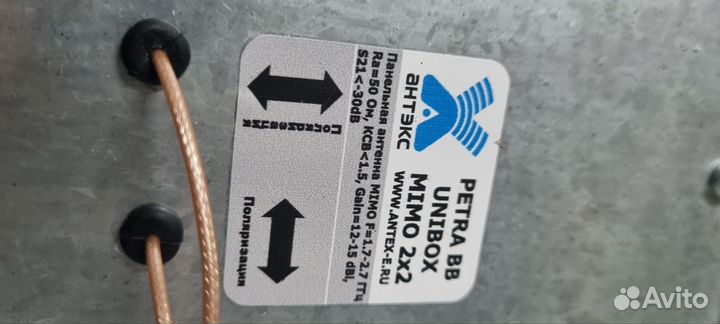 антэкс
PETRA BB
UNIBOX
MIMO 2x2
WWW.ANTEX-E.RU
Панельная антенна MIMO F=1.7-2.7 ГГц
Ra=50 Ом, КСВ<1.5, Gain=12-15 dBi,
S21<-30dB
Поляризация
Поляризация
Avito